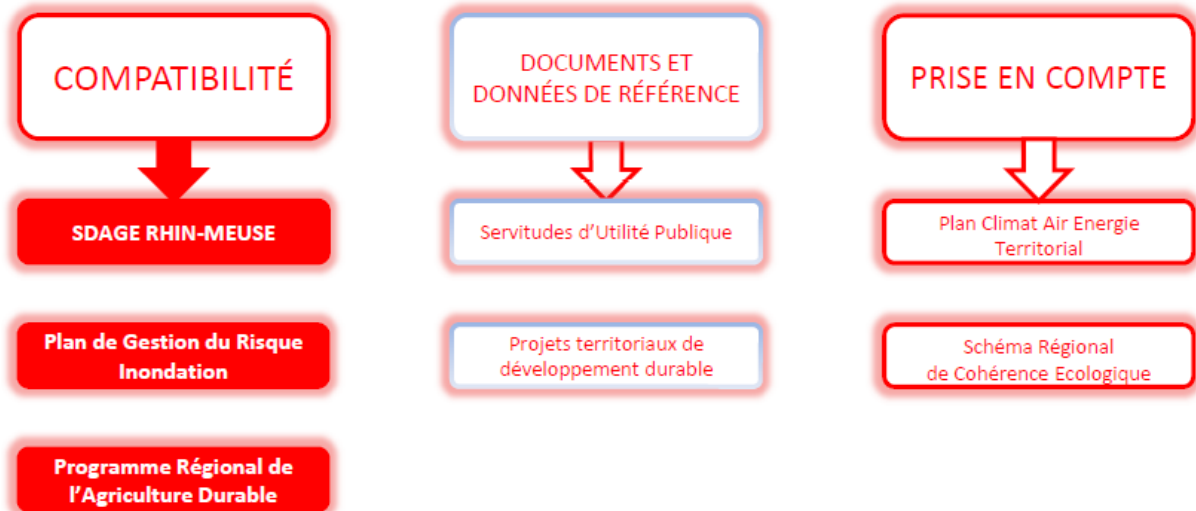 COMPATIBILITÉ
SDAGE RHIN-MEUSE
Plan de Gestion du Risque
Inondation
Programme Régional de
l'Agriculture Durable
DOCUMENTS ET
DONNÉES DE RÉFÉRENCE
Servitudes d'Utilité Publique
Projets territoriaux de
développement durable
PRISE EN COMPTE
Plan Climat Air Energie
Territorial
Schéma Régional
de Cohérence Ecologique